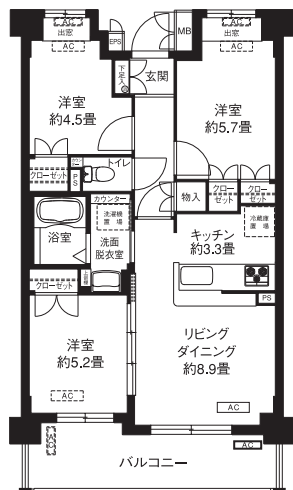 出窓
AC
EPS
MB
出窓
AC
下足入
玄関
洋室
約4.5畳
洋室
約5.7畳
トイレ
クローゼット
PS
カウンター
物入
クロー
ゼット
クロー
ゼット
洗濯機
置場
浴室
洗面
脱衣室
キッチン
約3.3畳
冷蔵庫
置場
クローゼット
PS
洋室
約5.2畳
リビング
ダイニング
約8.9畳
AC
AC
AC
AC
バルコニー